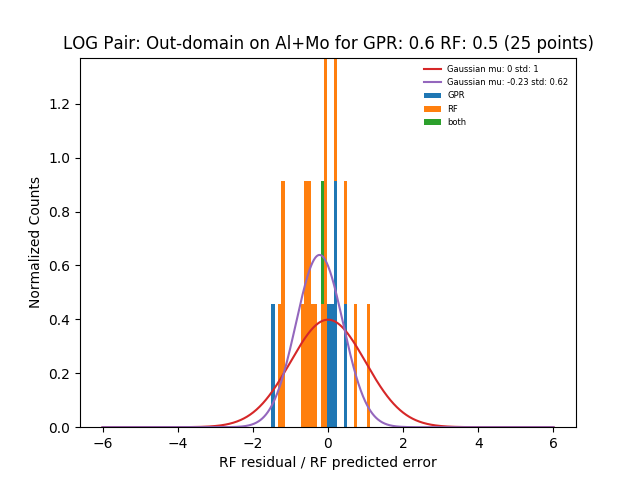 LOG Pair: Out-domain on Al+Mo for GPR: 0.6 RF: 0.5 (25 points)
Gaussian mu: 0 std: 1
Gaussian mu: -0.23 std: 0.62
GPR
RF
both
Normalized Counts
1.2
1.0
0.8
0.6
0.4
0.2
0.0
−6 −4 −2 0 2 4 6
RF residual / RF predicted error